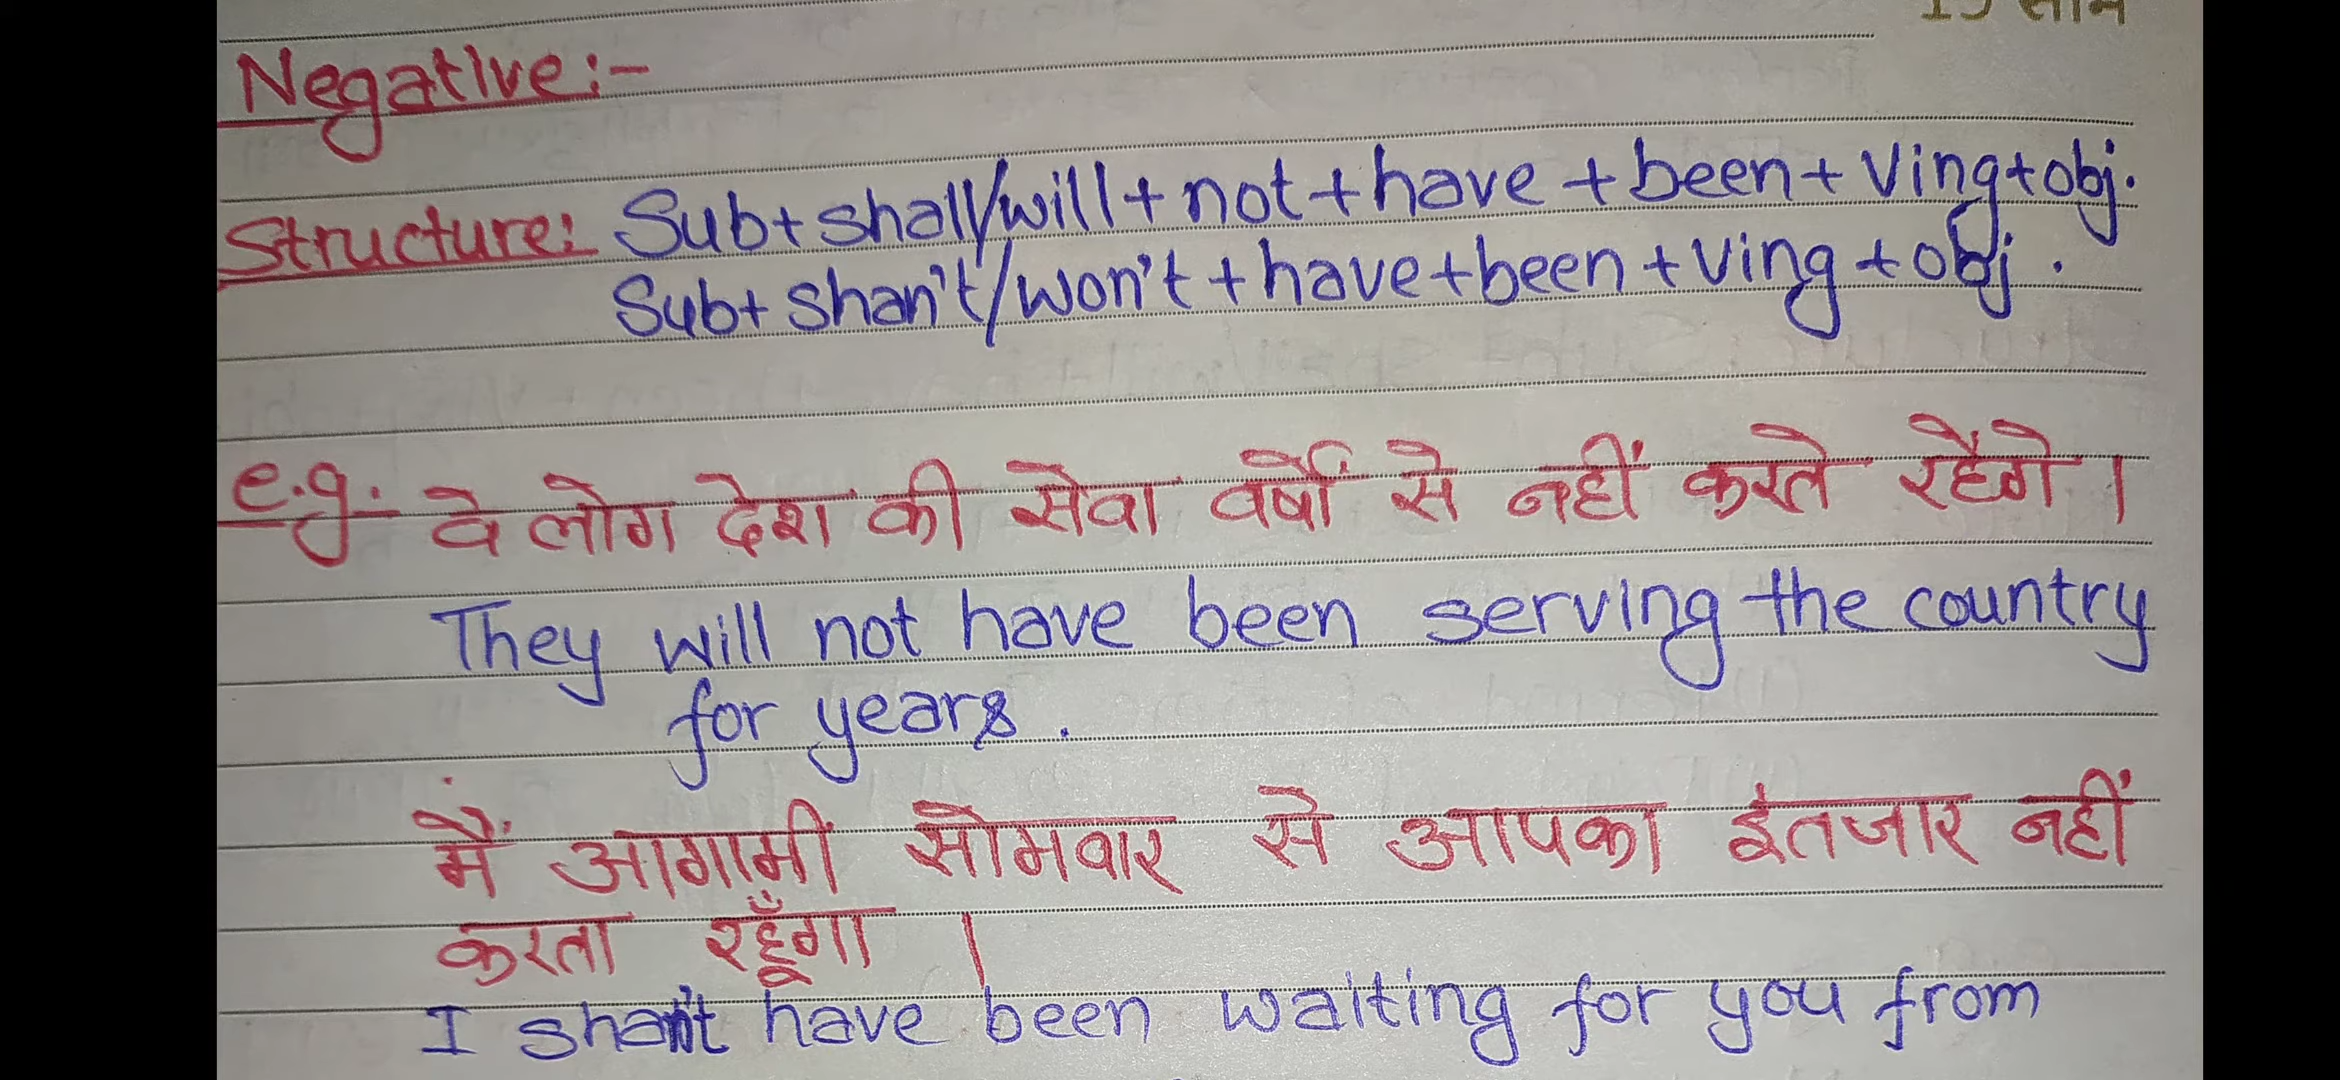 15 सोम
Negative:-
Structure: Sub+shall/will+not+have+been+Ving+obj.
Sub+shan't/won't+have+been+Ving+obj.
e.g. वे लोग देश की सेवा वर्षों से नहीं करते रहेंगे।
They will not have been serving the country
for years.
मैं आगामी सोमवार से आपका इंतजार नहीं
करता रहूँगा ।
I shan't have been waiting for you from